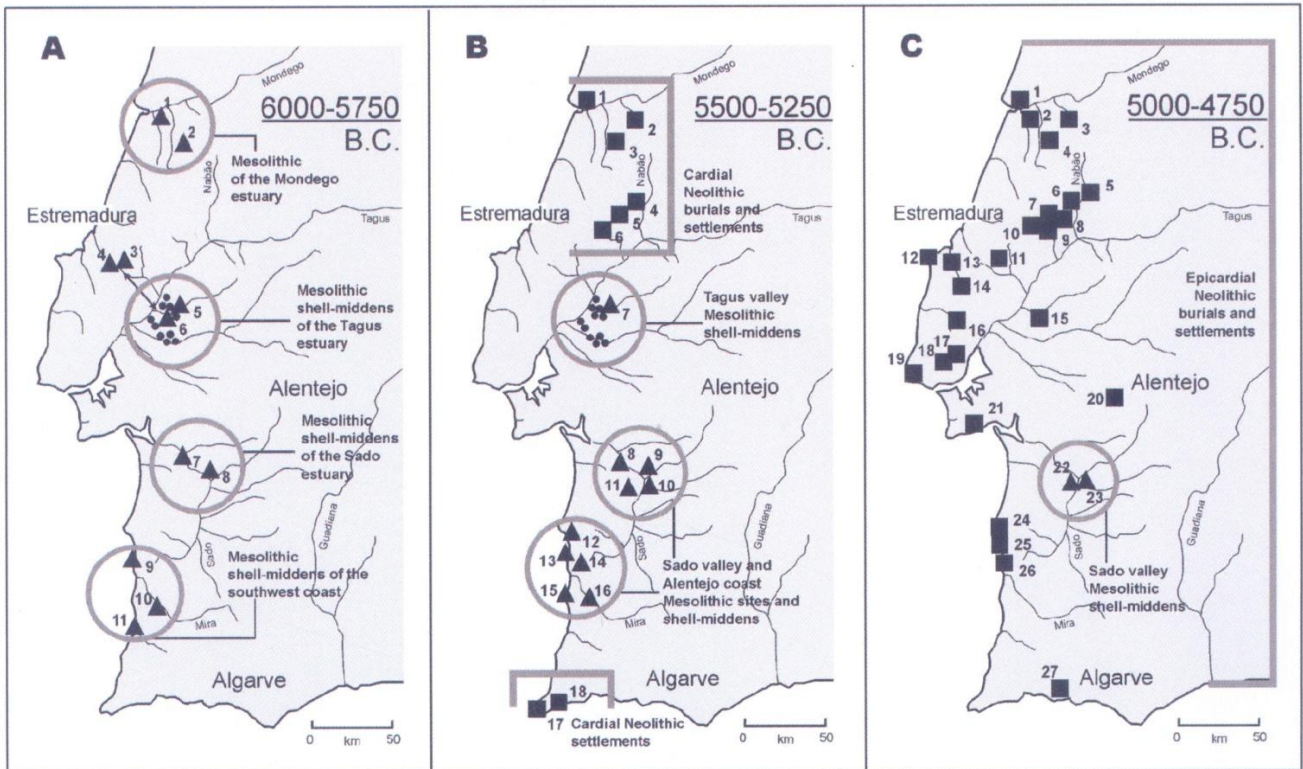 A
6000-5750
B.C.
Mondego
1
2
Mesolithic
of the Mondego
estuary
Nabão
Estremadura
Tagus
4
3
5
6
Mesolithic
shell-middens
of the Tagus
estuary
Alentejo
Mesolithic
shell-middens
of the Sado
estuary
7
8
Guadiana
Sado
9
10
11
Mesolithic
shell-middens of the
southwest coast
Mira
Algarve
0 km 50
B
5500-5250
B.C.
Mondego
1
2
3
Nabão
4
5
6
Cardial
Neolithic
burials and
settlements
Estremadura
Tagus
7
Tagus valley
Mesolithic
shell-middens
Alentejo
8
9
11
10
12
13
14
15
16
Sado
Guadiana
Sado valley and
Alentejo coast
Mesolithic sites and
shell-middens
Mira
Algarve
18
17 Cardial Neolithic
settlements
0 km 50
C
5000-4750
B.C.
Mondego
1
2
3
4
Nabão
5
6
7
8
9
10
Estremadura
Tagus
11
12
13
14
15
16
17
18
19
Epicardial
Neolithic
burials and
settlements
Alentejo
20
21
22
23
24
25
26
Sado
Guadiana
Sado valley
Mesolithic
shell-middens
Mira
27
Algarve
0 km 50